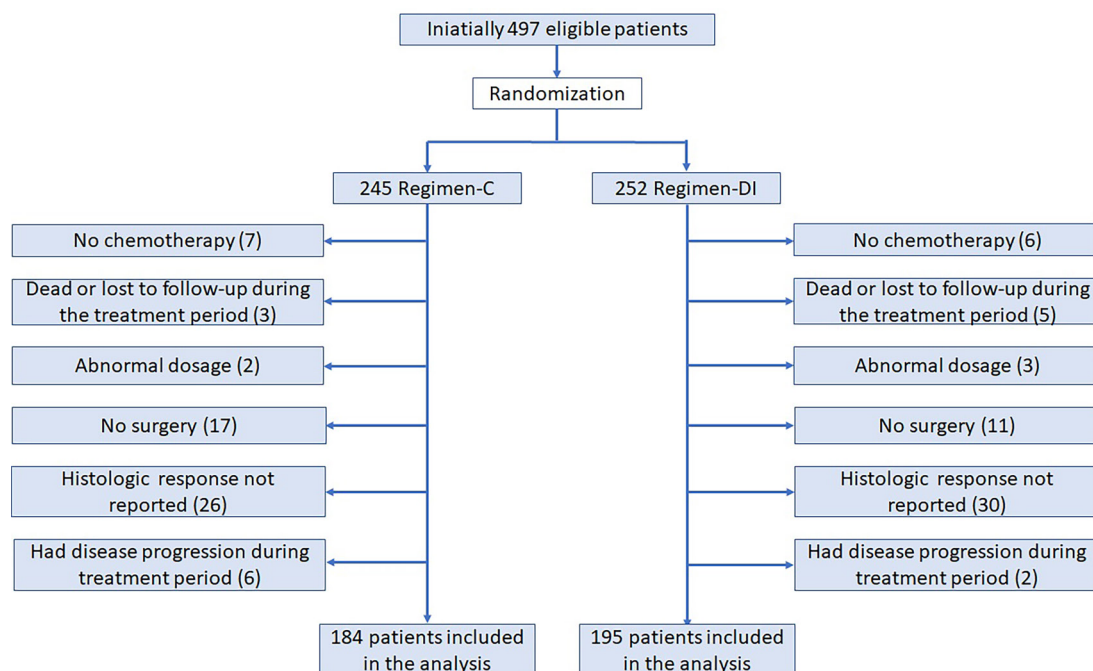 Iniatially 497 eligible patients
Randomization
245 Regimen-C
252 Regimen-DI
No chemotherapy (7)
No chemotherapy (6)
Dead or lost to follow-up during
the treatment period (3)
Dead or lost to follow-up during
the treatment period (5)
Abnormal dosage (2)
Abnormal dosage (3)
No surgery (17)
No surgery (11)
Histologic response not
reported (26)
Histologic response not
reported (30)
Had disease progression during
treatment period (6)
Had disease progression during
treatment period (2)
184 patients included
in the analysis
195 patients included
in the analysis